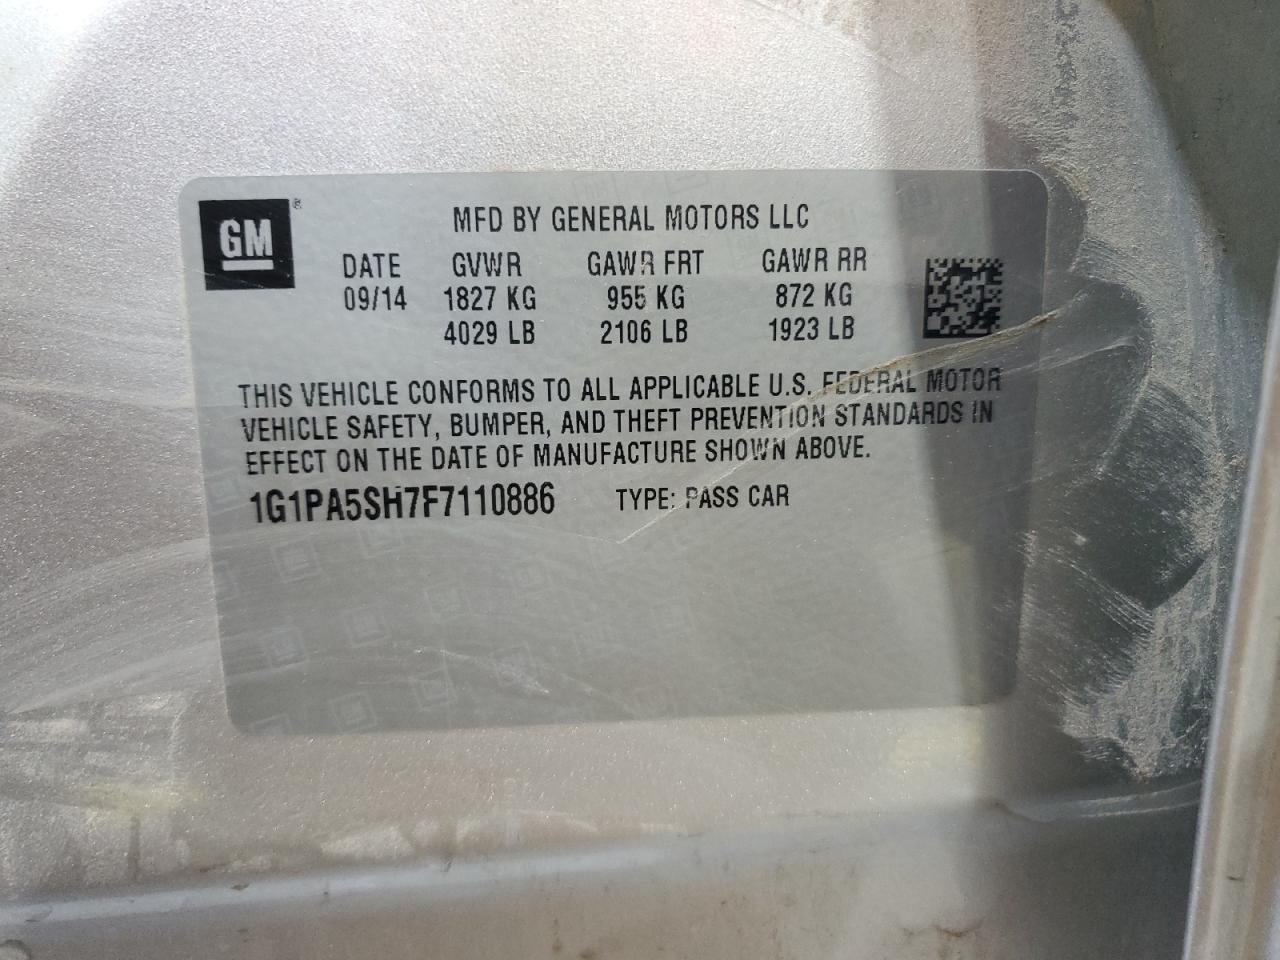 GM ®
MFD BY GENERAL MOTORS LLC
DATE GVWR GAWR FRT GAWR RR
09/14 1827 KG 955 KG 872 KG
4029 LB 2106 LB 1923 LB
THIS VEHICLE CONFORMS TO ALL APPLICABLE U.S. FEDERAL MOTOR
VEHICLE SAFETY, BUMPER, AND THEFT PREVENTION STANDARDS IN
EFFECT ON THE DATE OF MANUFACTURE SHOWN ABOVE.
1G1PA5SH7F7110886 TYPE: PASS CAR